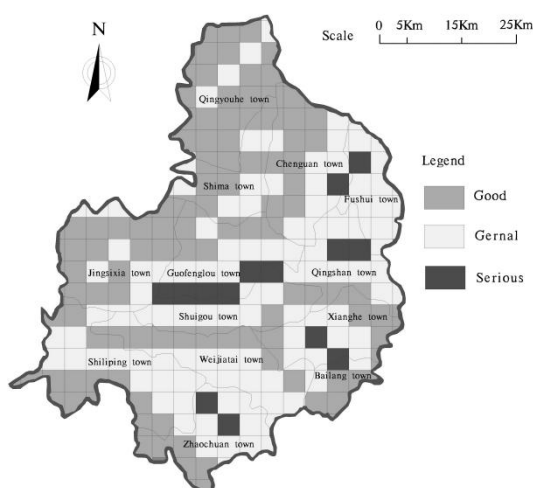 N
Scale
0 5Km 15Km 25Km
Qingyouhe town
Chenguan town
Shima town
Fushui town
Legend
Good
Gernal
Serious
Jingsixia town
Guofenglou town
Qingshan town
Shuigou town
Xianghe town
Shiliping town
Weijiatai town
Bailang town
Zhaochuan town